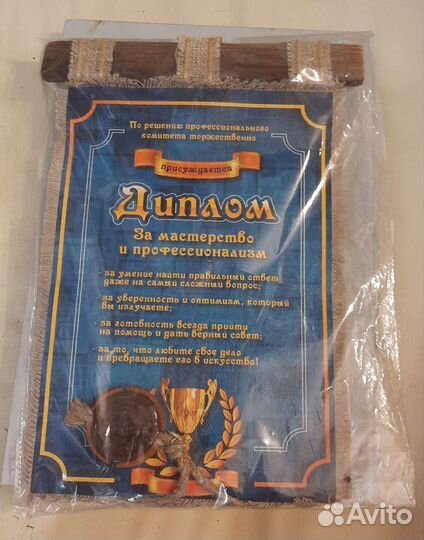 По решению профессионального
комитета торжественно
присуждается
Диплом
За мастерство
и профессионализм
- за умение найти правильный ответ
даже на самый сложный вопрос;
- за уверенность и оптимизм, который
вы излучаете;
- за готовность всегда прийти
на помощь и дать верный совет;
- за то, что любите свое дело
и превращаете его в искусство!
Avito